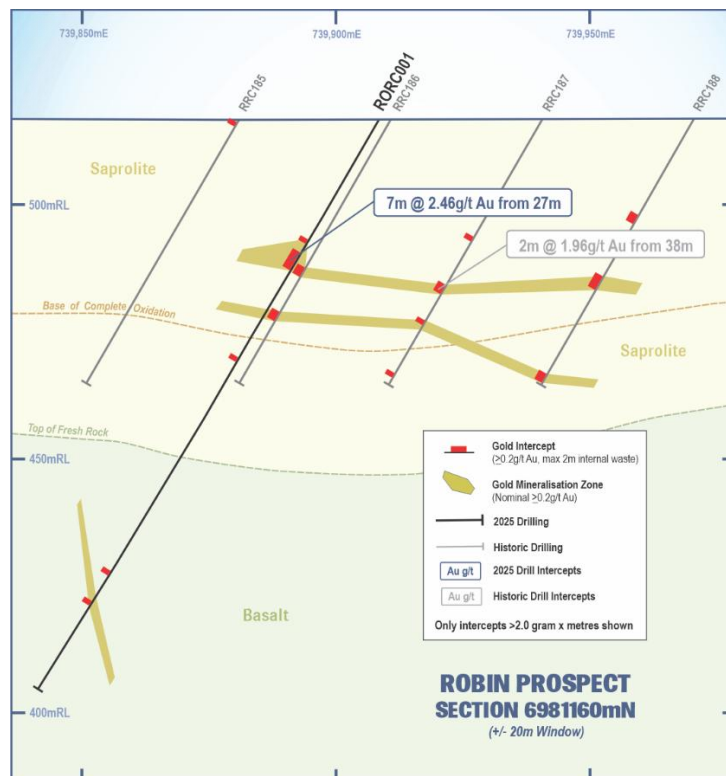 739,850mE
739,900mE
739,950mE
RRC185
RORC001
RRC186
RRC187
RRC188
Saprolite
500mRL
7m @ 2.46g/t Au from 27m
2m @ 1.96g/t Au from 38m
Base of Complete Oxidation
Saprolite
Top of Fresh Rock
450mRL
Gold Intercept
(≥0.2g/t Au, max 2m internal waste)
Gold Mineralisation Zone
(Nominal ≥0.2g/t Au)
2025 Drilling
Historic Drilling
Au g/t 2025 Drill Intercepts
Au g/t Historic Drill Intercepts
Only intercepts >2.0 gram x metres shown
Basalt
ROBIN PROSPECT
SECTION 6981160mN
(+/- 20m Window)
400mRL